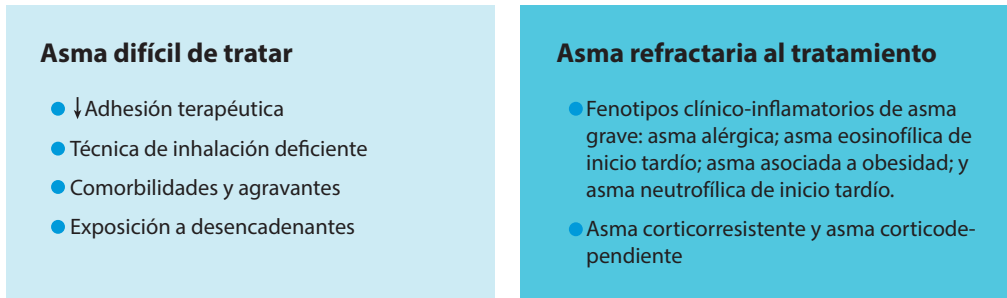 Asma difícil de tratar
● ↓Adhesión terapéutica
● Técnica de inhalación deficiente
● Comorbilidades y agravantes
● Exposición a desencadenantes
Asma refractaria al tratamiento
● Fenotipos clínico-inflamatorios de asma
grave: asma alérgica; asma eosinofílica de
inicio tardío; asma asociada a obesidad; y
asma neutrofílica de inicio tardío.
● Asma corticorresistente y asma corticode-
pendiente